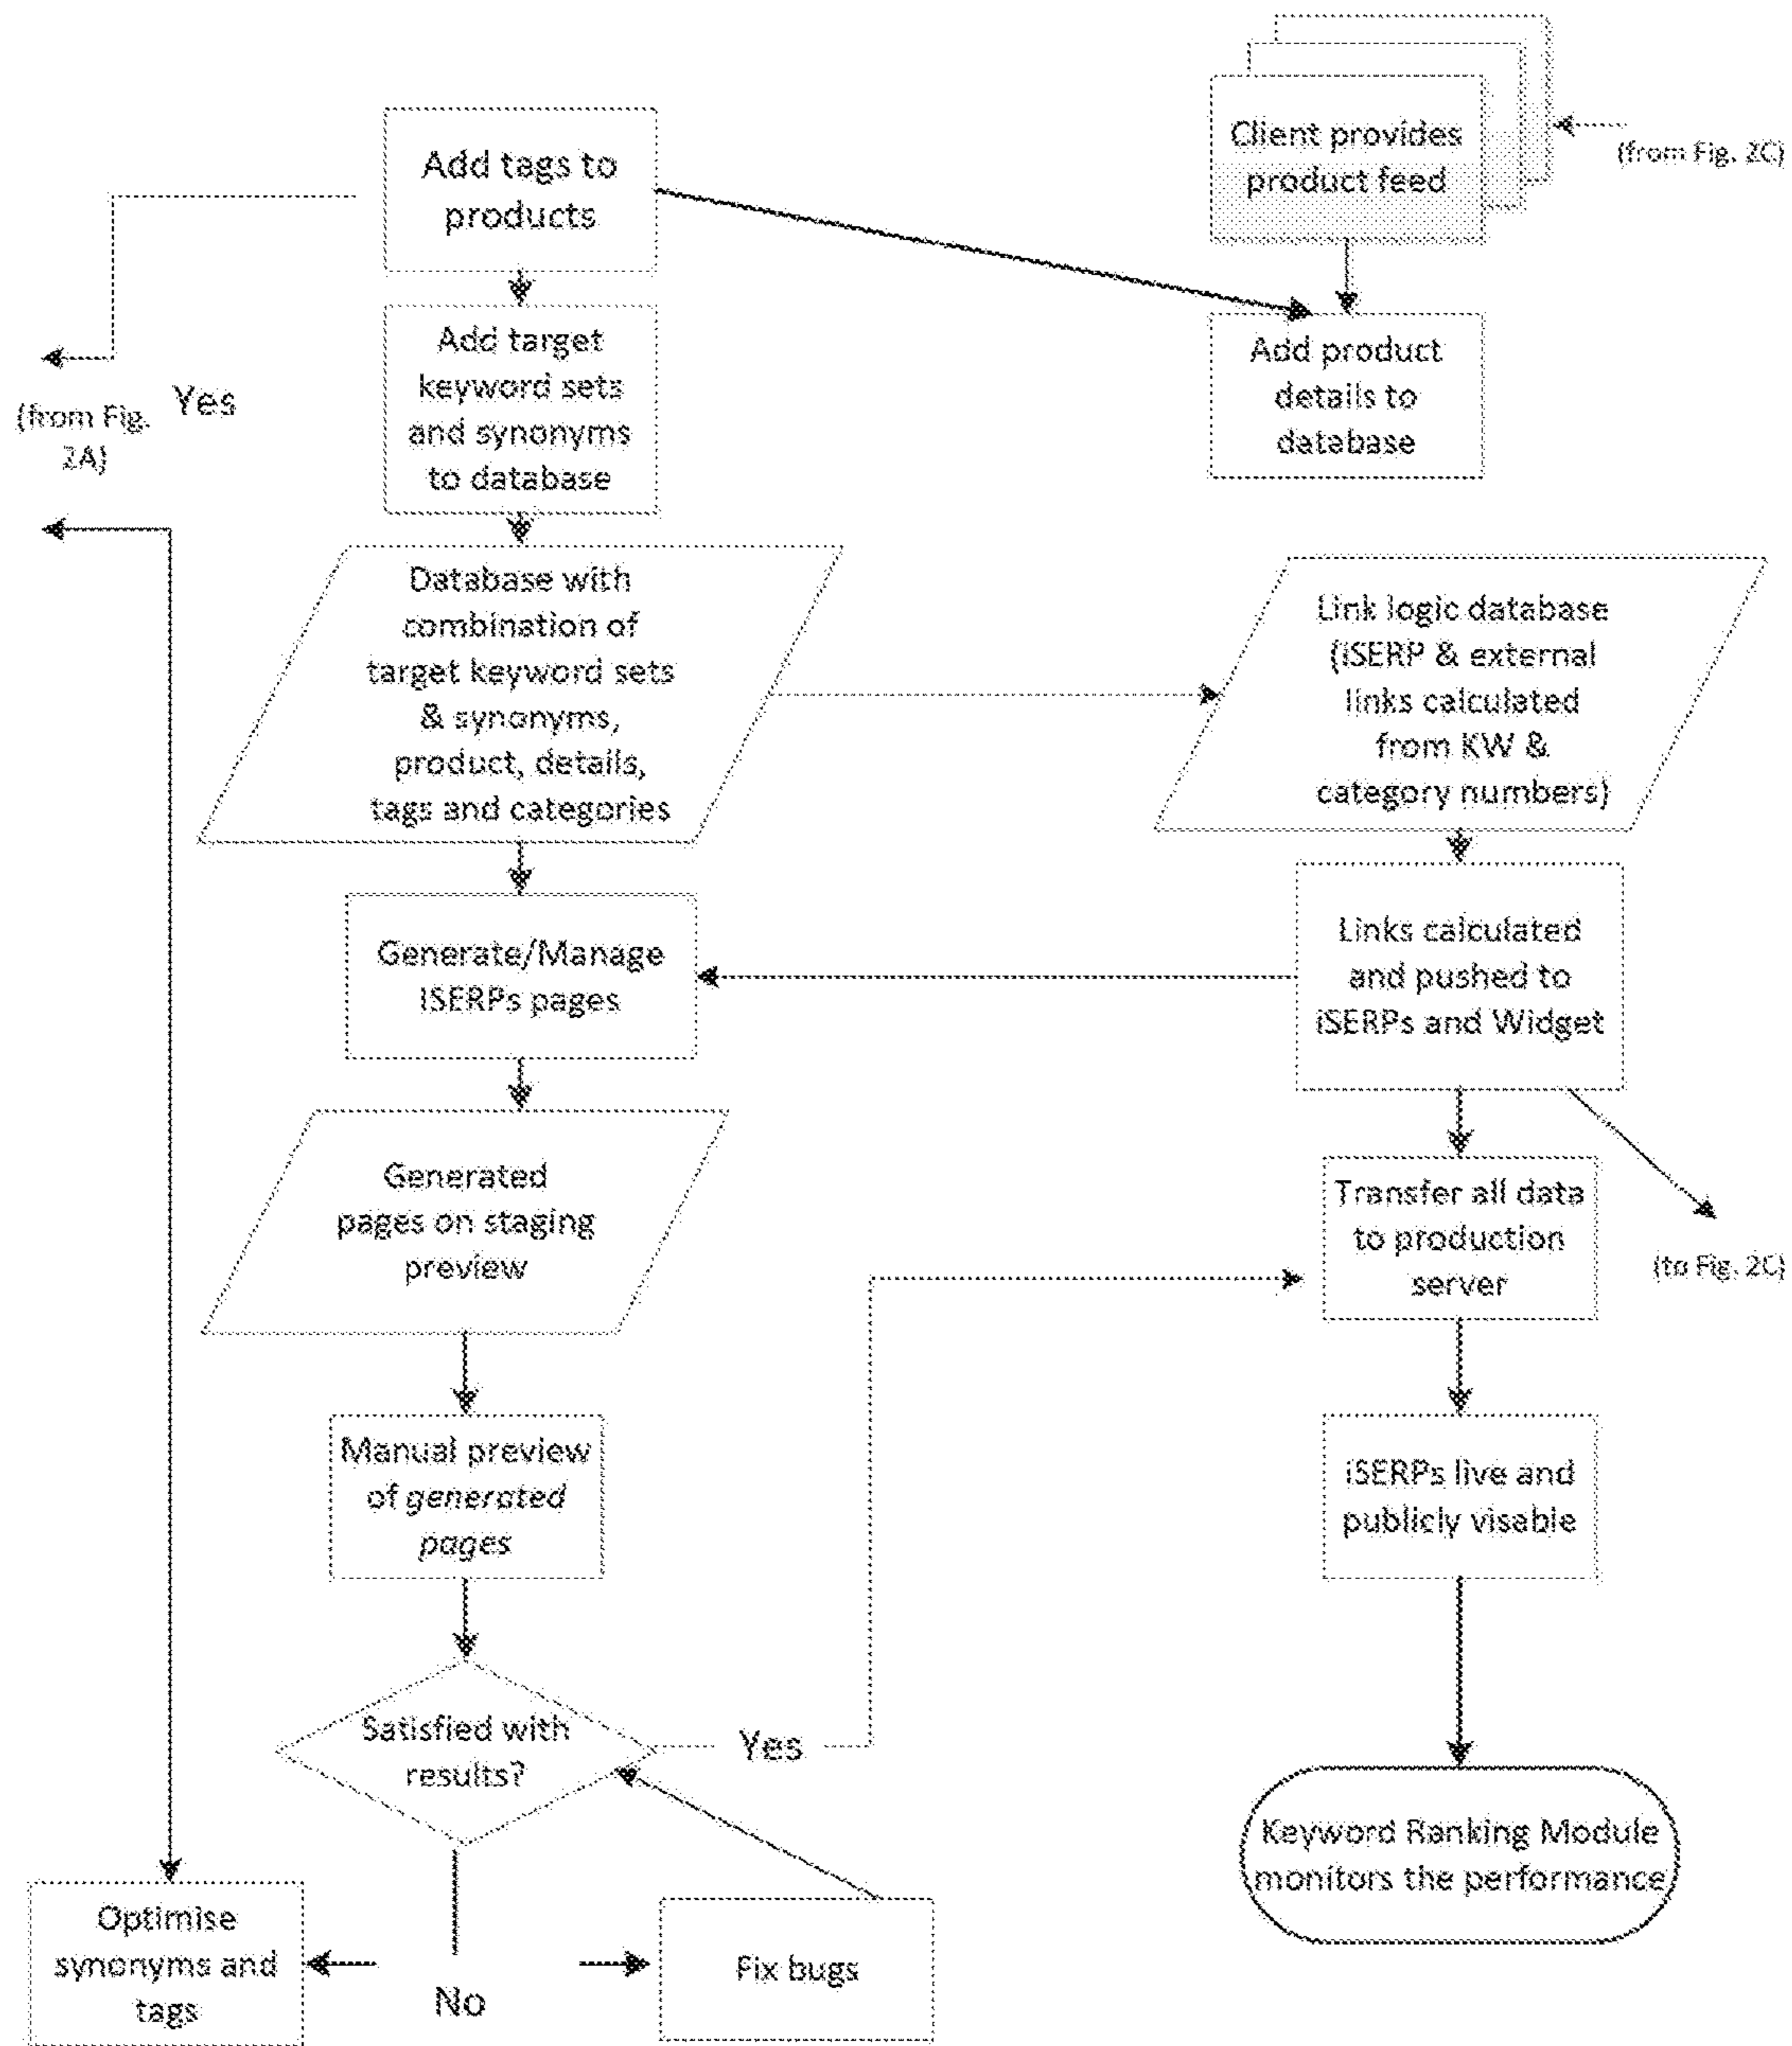 Client provides
product feed
(from Fig. 2C)
Add tags to
products
Add target
keyword sets
and synonyms
to database
Add product
details to
database
Yes
(from Fig.
2A)
Database with
combination of
target keyword sets
& synonyms,
product, details,
tags and categories
Link logic database
(iSERP & external
links calculated
from KW &
category numbers)
Generate/Manage
iSERPs pages
Links calculated
and pushed to
iSERPs and Widget
Generated
pages on staging
preview
Transfer all data
to production
server
(to Fig. 2C)
Manual preview
of generated
pages
iSERPs live and
publicly visable
Satisfied with
results?
Yes
Keyword Ranking Module
monitors the performance
Optimise
synonyms and
tags
No
Fix bugs